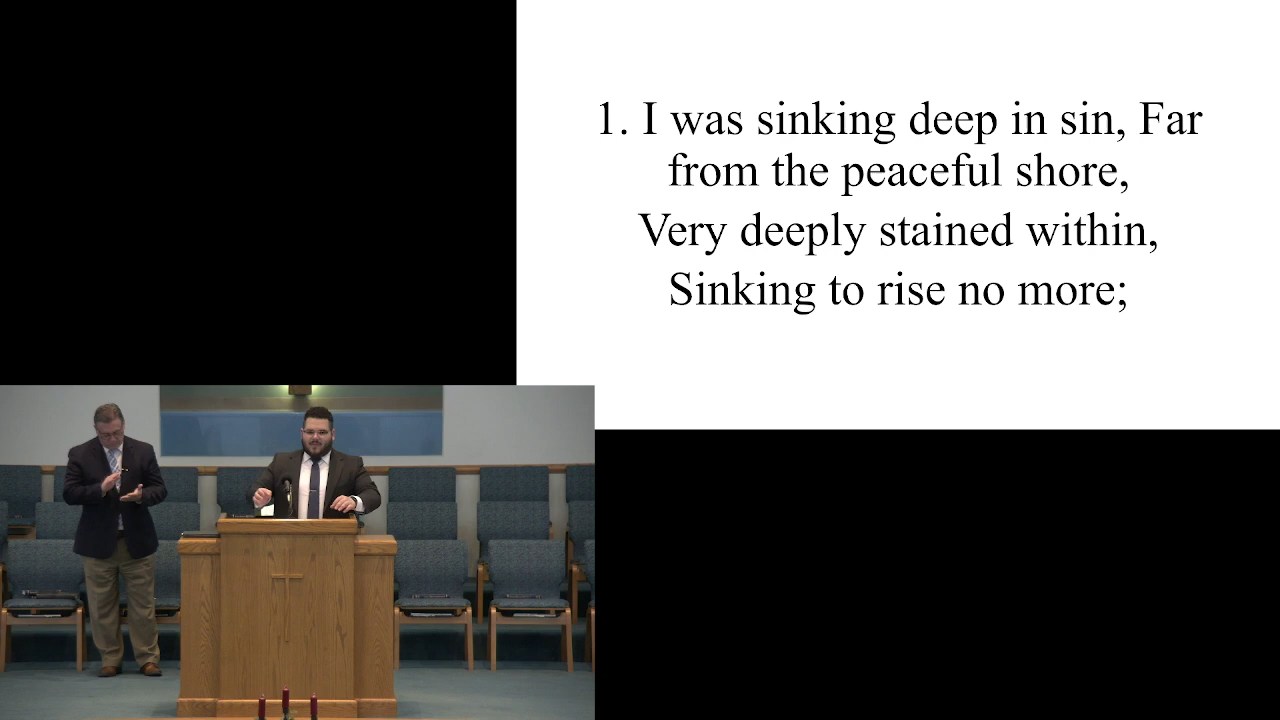 1. I was sinking deep in sin, Far
from the peaceful shore,
Very deeply stained within,
Sinking to rise no more;